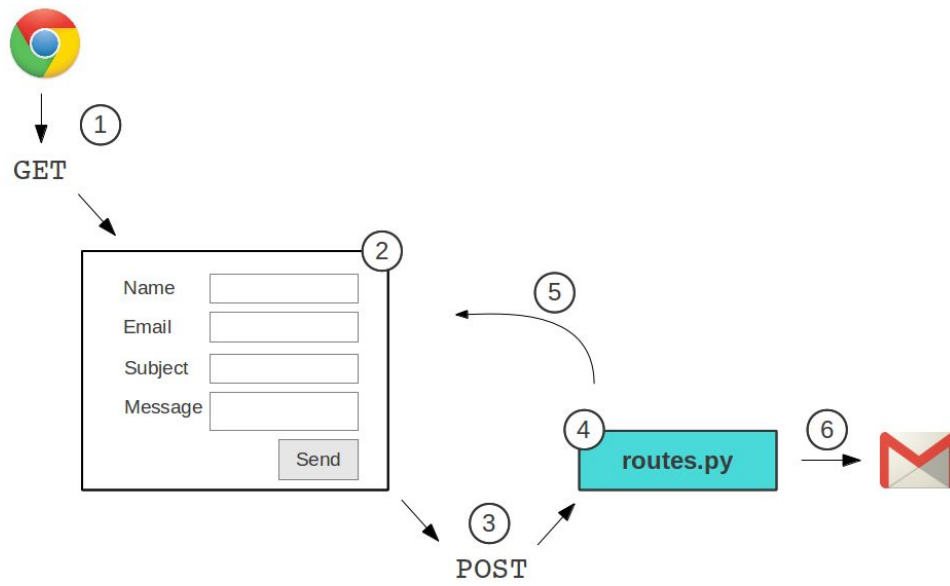 1
GET
2
Name
Email
Subject
Message
Send
3
POST
4
routes.py
5
6